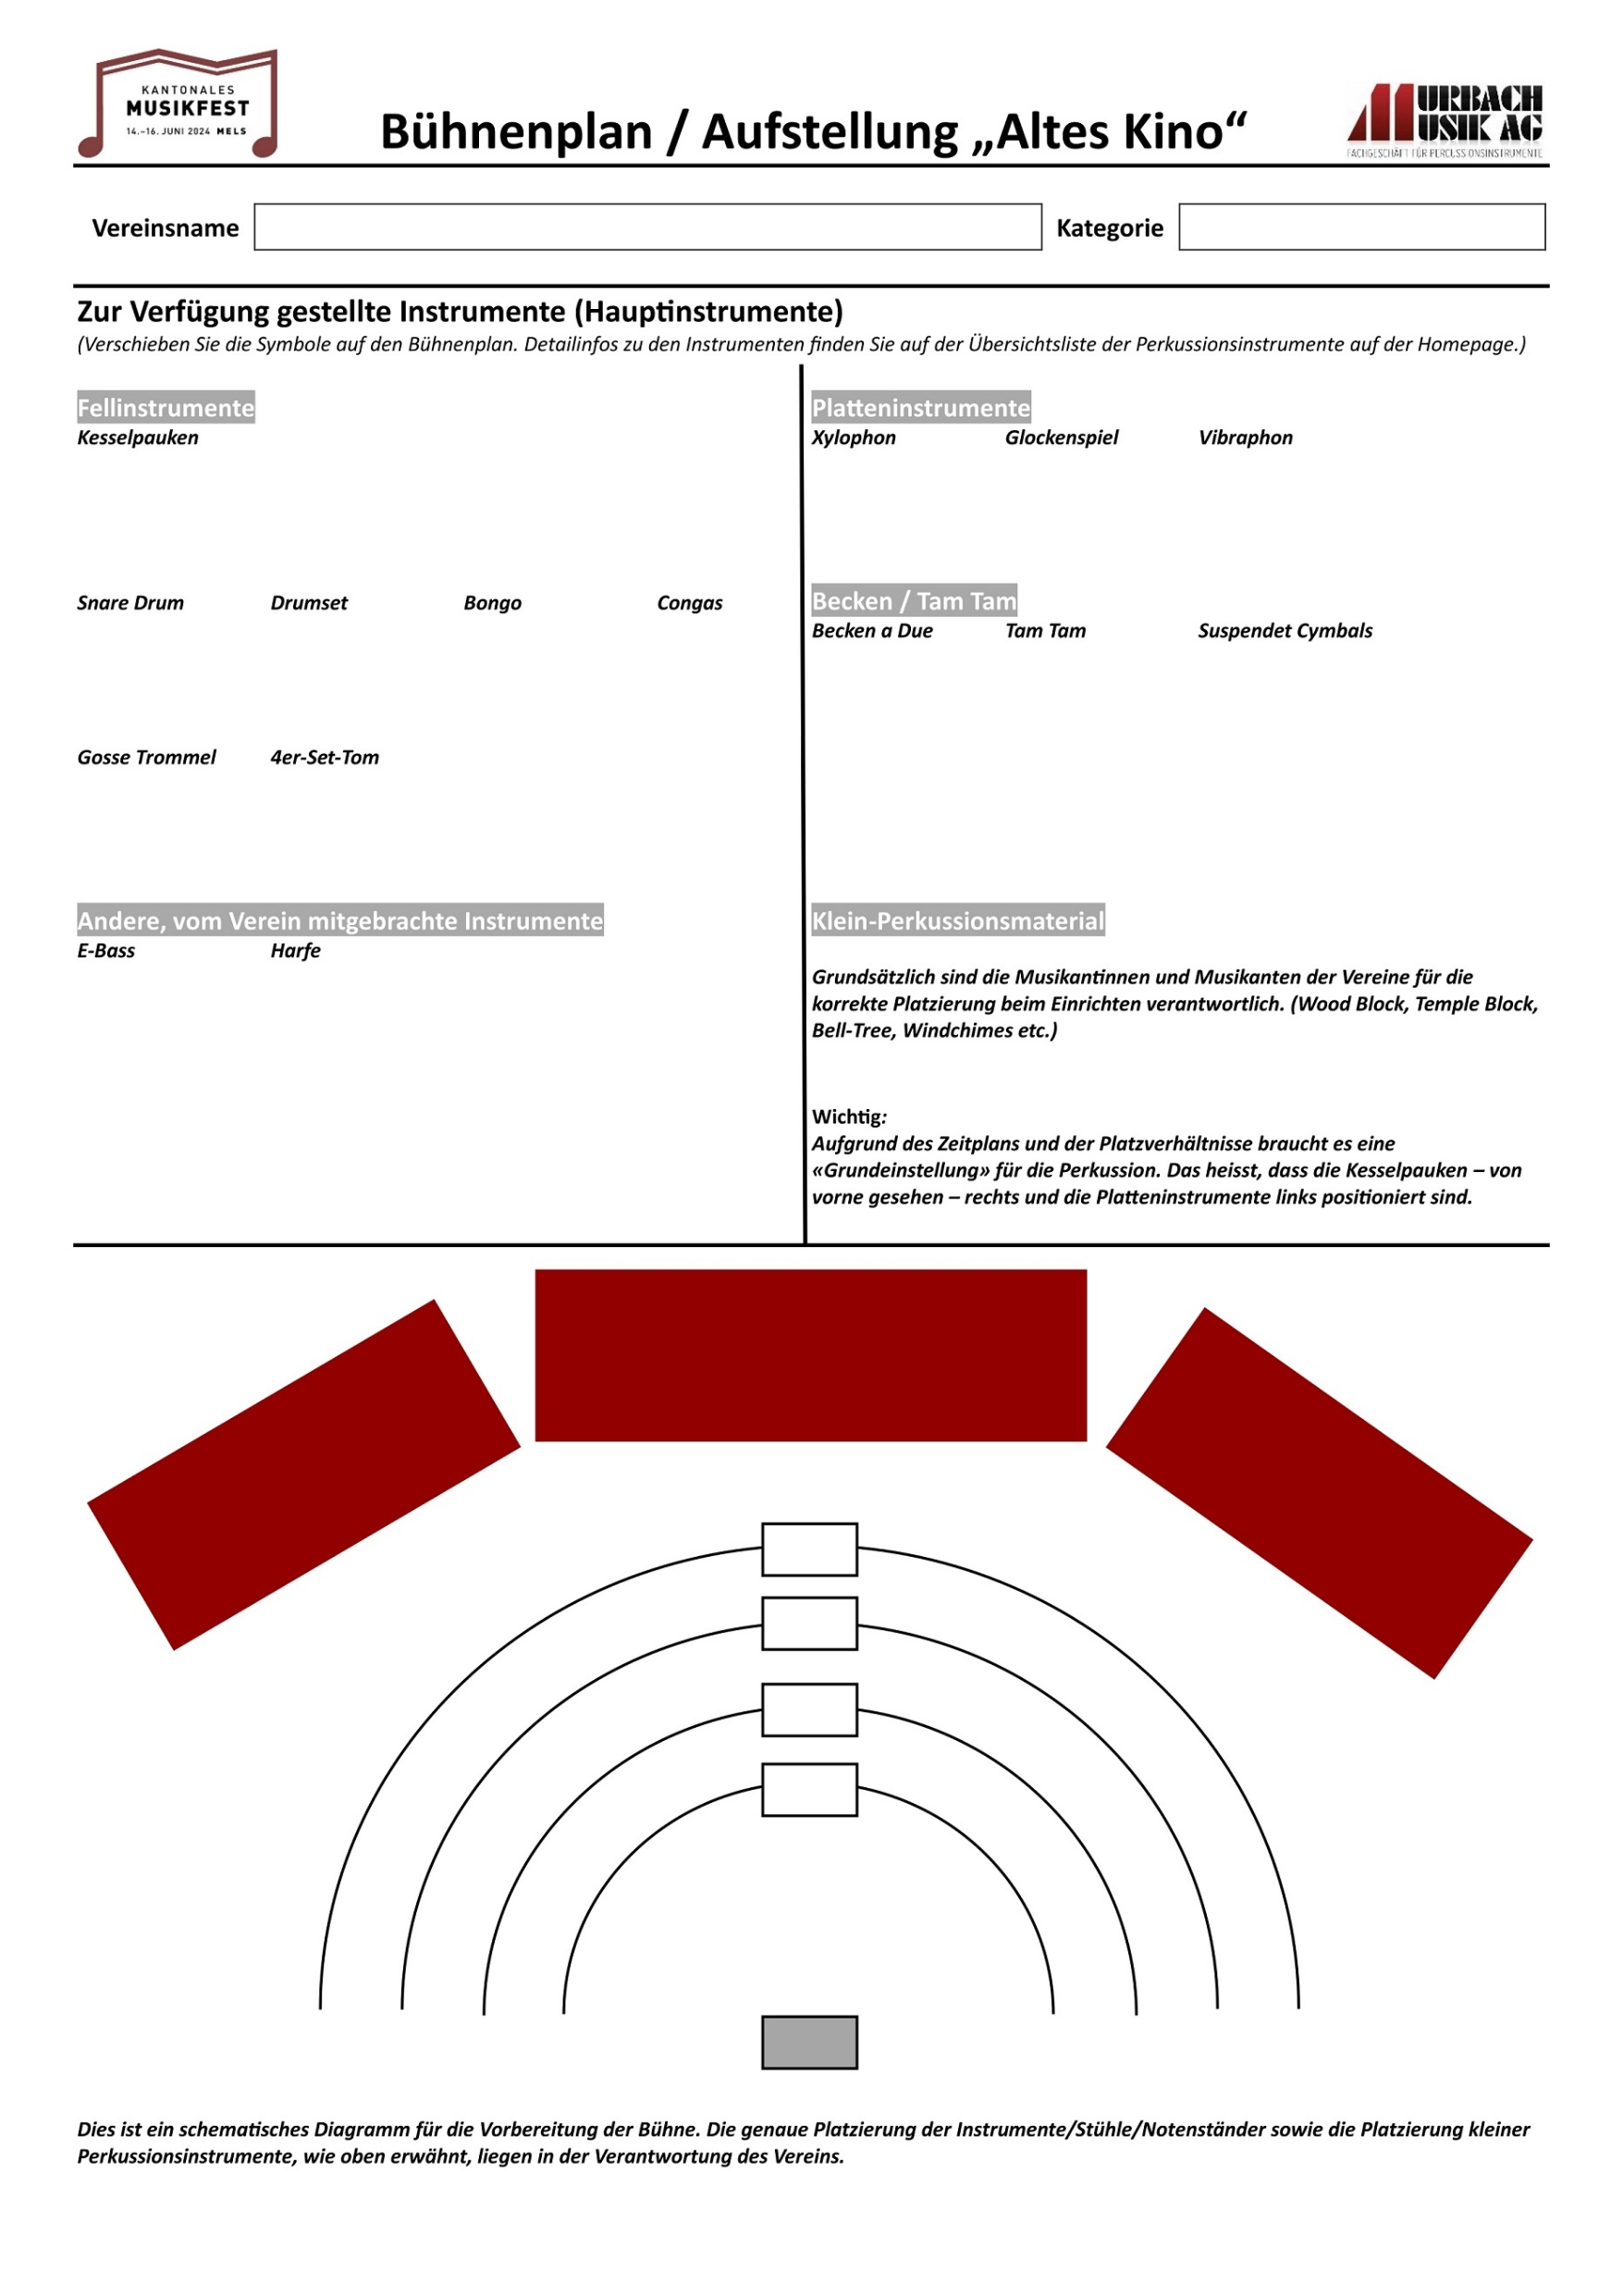 KANTONALES
MUSIKFEST
14.–16. JUNI 2024 MELS
Bühnenplan / Aufstellung „Altes Kino“
URBACH
USIK AG
FACHGESCHÄFT FÜR PERCUSSIONSINSTRUMENTE
Vereinsname
Kategorie
Zur Verfügung gestellte Instrumente (Hauptinstrumente)
(Verschieben Sie die Symbole auf den Bühnenplan. Detailinfos zu den Instrumenten finden Sie auf der Übersichtsliste der Perkussionsinstrumente auf der Homepage.)
Fellinstrumente
Kesselpauken
Snare Drum Drumset Bongo Congas
Gosse Trommel 4er-Set-Tom
Andere, vom Verein mitgebrachte Instrumente
E-Bass Harfe
Platteninstrumente
Xylophon Glockenspiel Vibraphon
Becken / Tam Tam
Becken a Due Tam Tam Suspendet Cymbals
Klein-Perkussionsmaterial
Grundsätzlich sind die Musikantinnen und Musikanten der Vereine für die
korrekte Platzierung beim Einrichten verantwortlich. (Wood Block, Temple Block,
Bell-Tree, Windchimes etc.)
Wichtig:
Aufgrund des Zeitplans und der Platzverhältnisse braucht es eine
«Grundeinstellung» für die Perkussion. Das heisst, dass die Kesselpauken – von
vorne gesehen – rechts und die Platteninstrumente links positioniert sind.
Dies ist ein schematisches Diagramm für die Vorbereitung der Bühne. Die genaue Platzierung der Instrumente/Stühle/Notenständer sowie die Platzierung kleiner
Perkussionsinstrumente, wie oben erwähnt, liegen in der Verantwortung des Vereins.